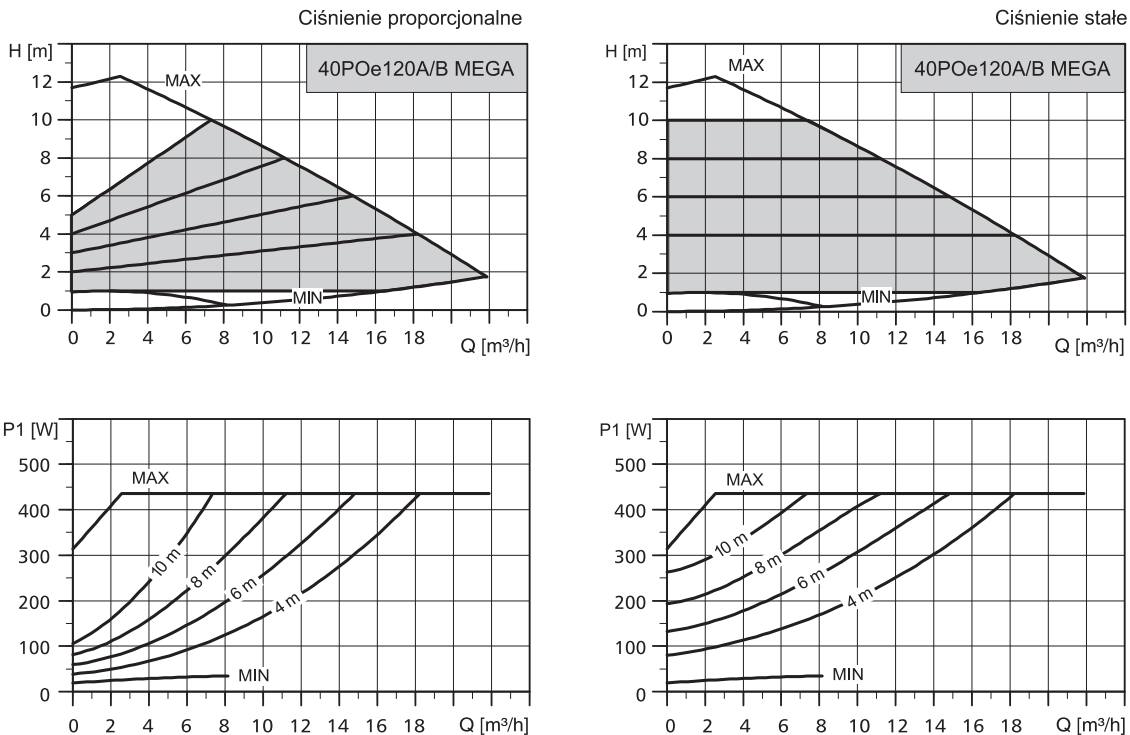 Ciśnienie proporcjonalne
H [m]
40POe120A/B MEGA
MAX
12
10
8
6
4
2
0
MIN
0 2 4 6 8 10 12 14 16 18
Q [m³/h]
Ciśnienie stałe
H [m]
40POe120A/B MEGA
MAX
12
10
8
6
4
2
0
MIN
0 2 4 6 8 10 12 14 16 18
Q [m³/h]
P1 [W]
500
400
300
200
100
0
MAX
10 m
8 m
6 m
4 m
MIN
0 2 4 6 8 10 12 14 16 18
Q [m³/h]
P1 [W]
500
400
300
200
100
0
MAX
10 m
8 m
6 m
4 m
MIN
0 2 4 6 8 10 12 14 16 18
Q [m³/h]